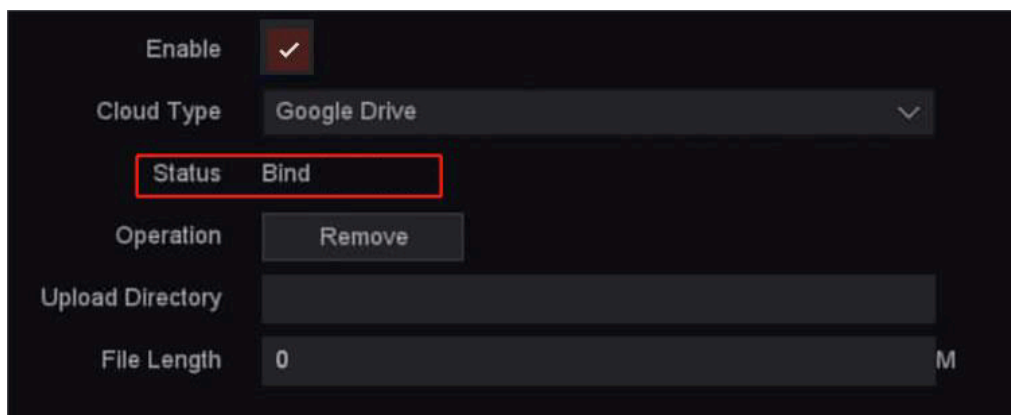 Enable
Cloud Type Google Drive
Status Bind
Operation Remove
Upload Directory
File Length 0 M